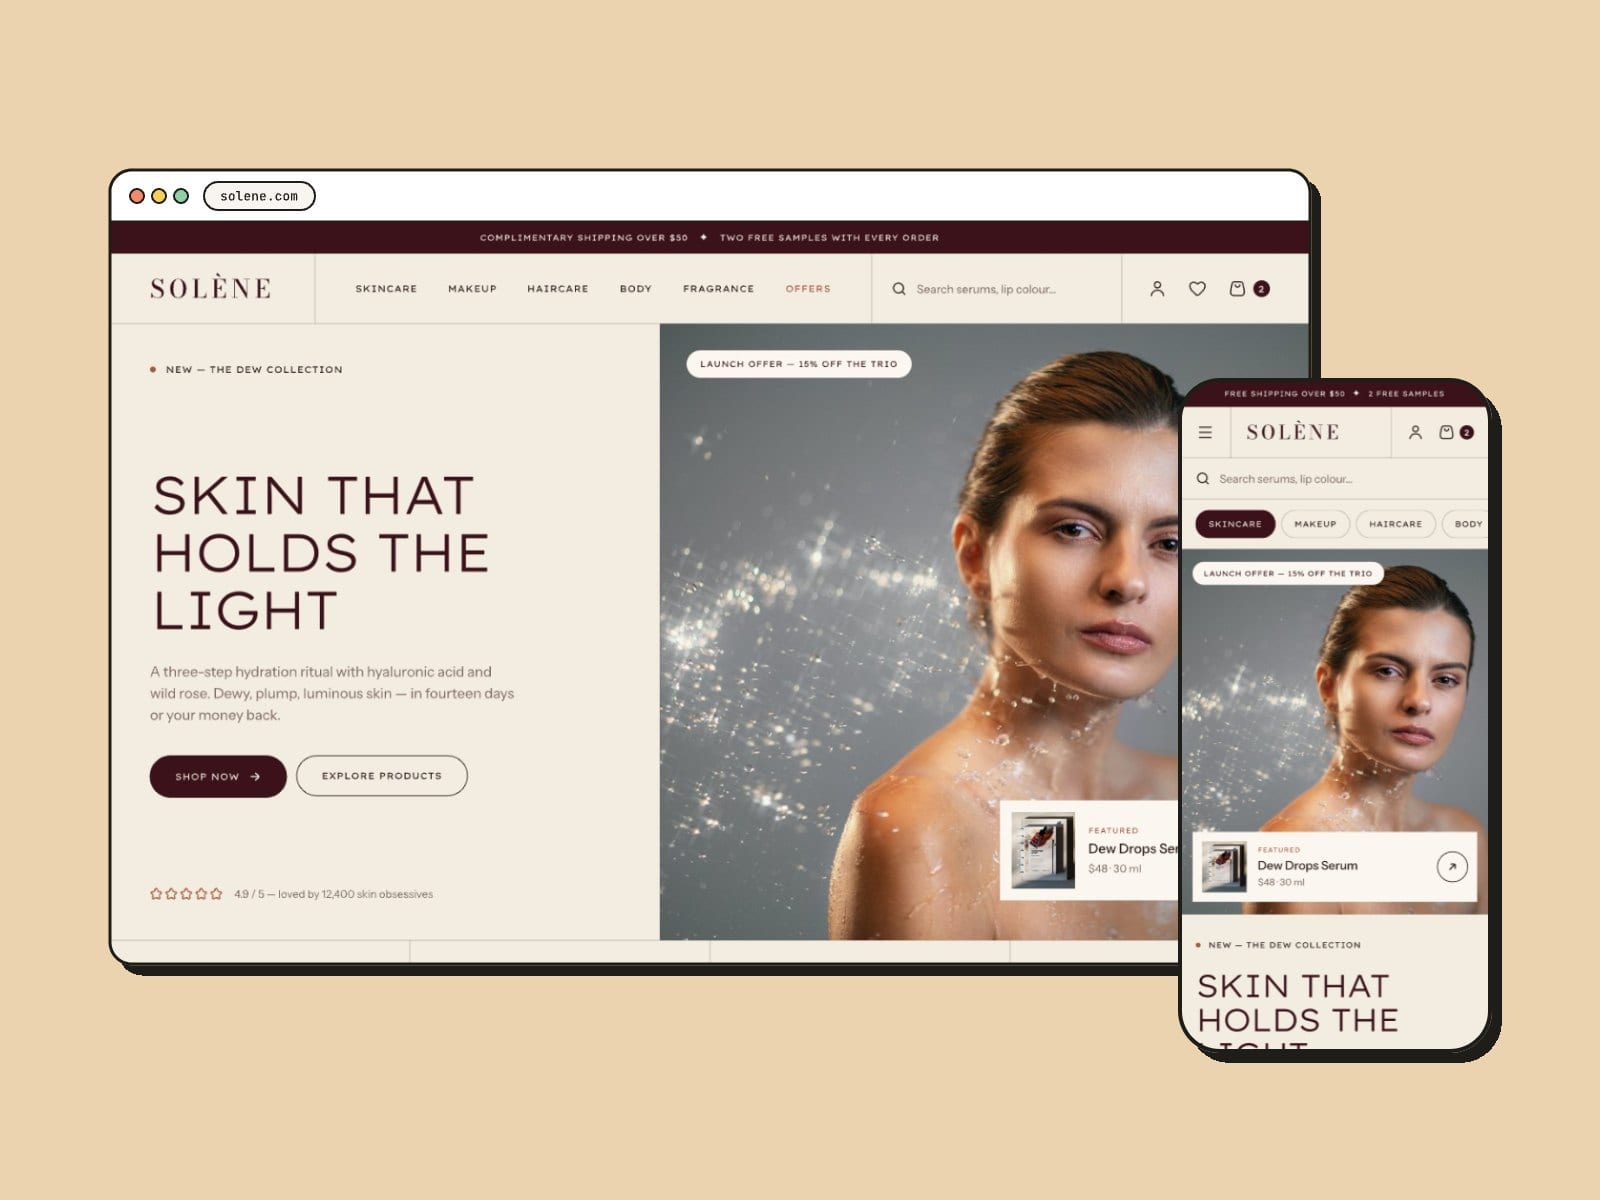 solene.com
COMPLIMENTARY SHIPPING OVER $50 ✦ TWO FREE SAMPLES WITH EVERY ORDER
SOLÈNE
SKINCARE MAKEUP HAIRCARE BODY FRAGRANCE OFFERS
Search serums, lip colour...
2
NEW — THE DEW COLLECTION
SKIN THAT
HOLDS THE
LIGHT
A three-step hydration ritual with hyaluronic acid and
wild rose. Dewy, plump, luminous skin — in fourteen days
or your money back.
SHOP NOW → EXPLORE PRODUCTS
4.9 / 5 — loved by 12,400 skin obsessives
LAUNCH OFFER — 15% OFF THE TRIO
FEATURED
Dew Drops Ser
$48 · 30 ml
FREE SHIPPING OVER $50 ✦ 2 FREE SAMPLES
SOLÈNE
2
Search serums, lip colour...
SKINCARE MAKEUP HAIRCARE BODY
LAUNCH OFFER — 15% OFF THE TRIO
FEATURED
Dew Drops Serum
$48 · 30 ml
NEW — THE DEW COLLECTION
SKIN THAT
HOLDS THE
LIGHT